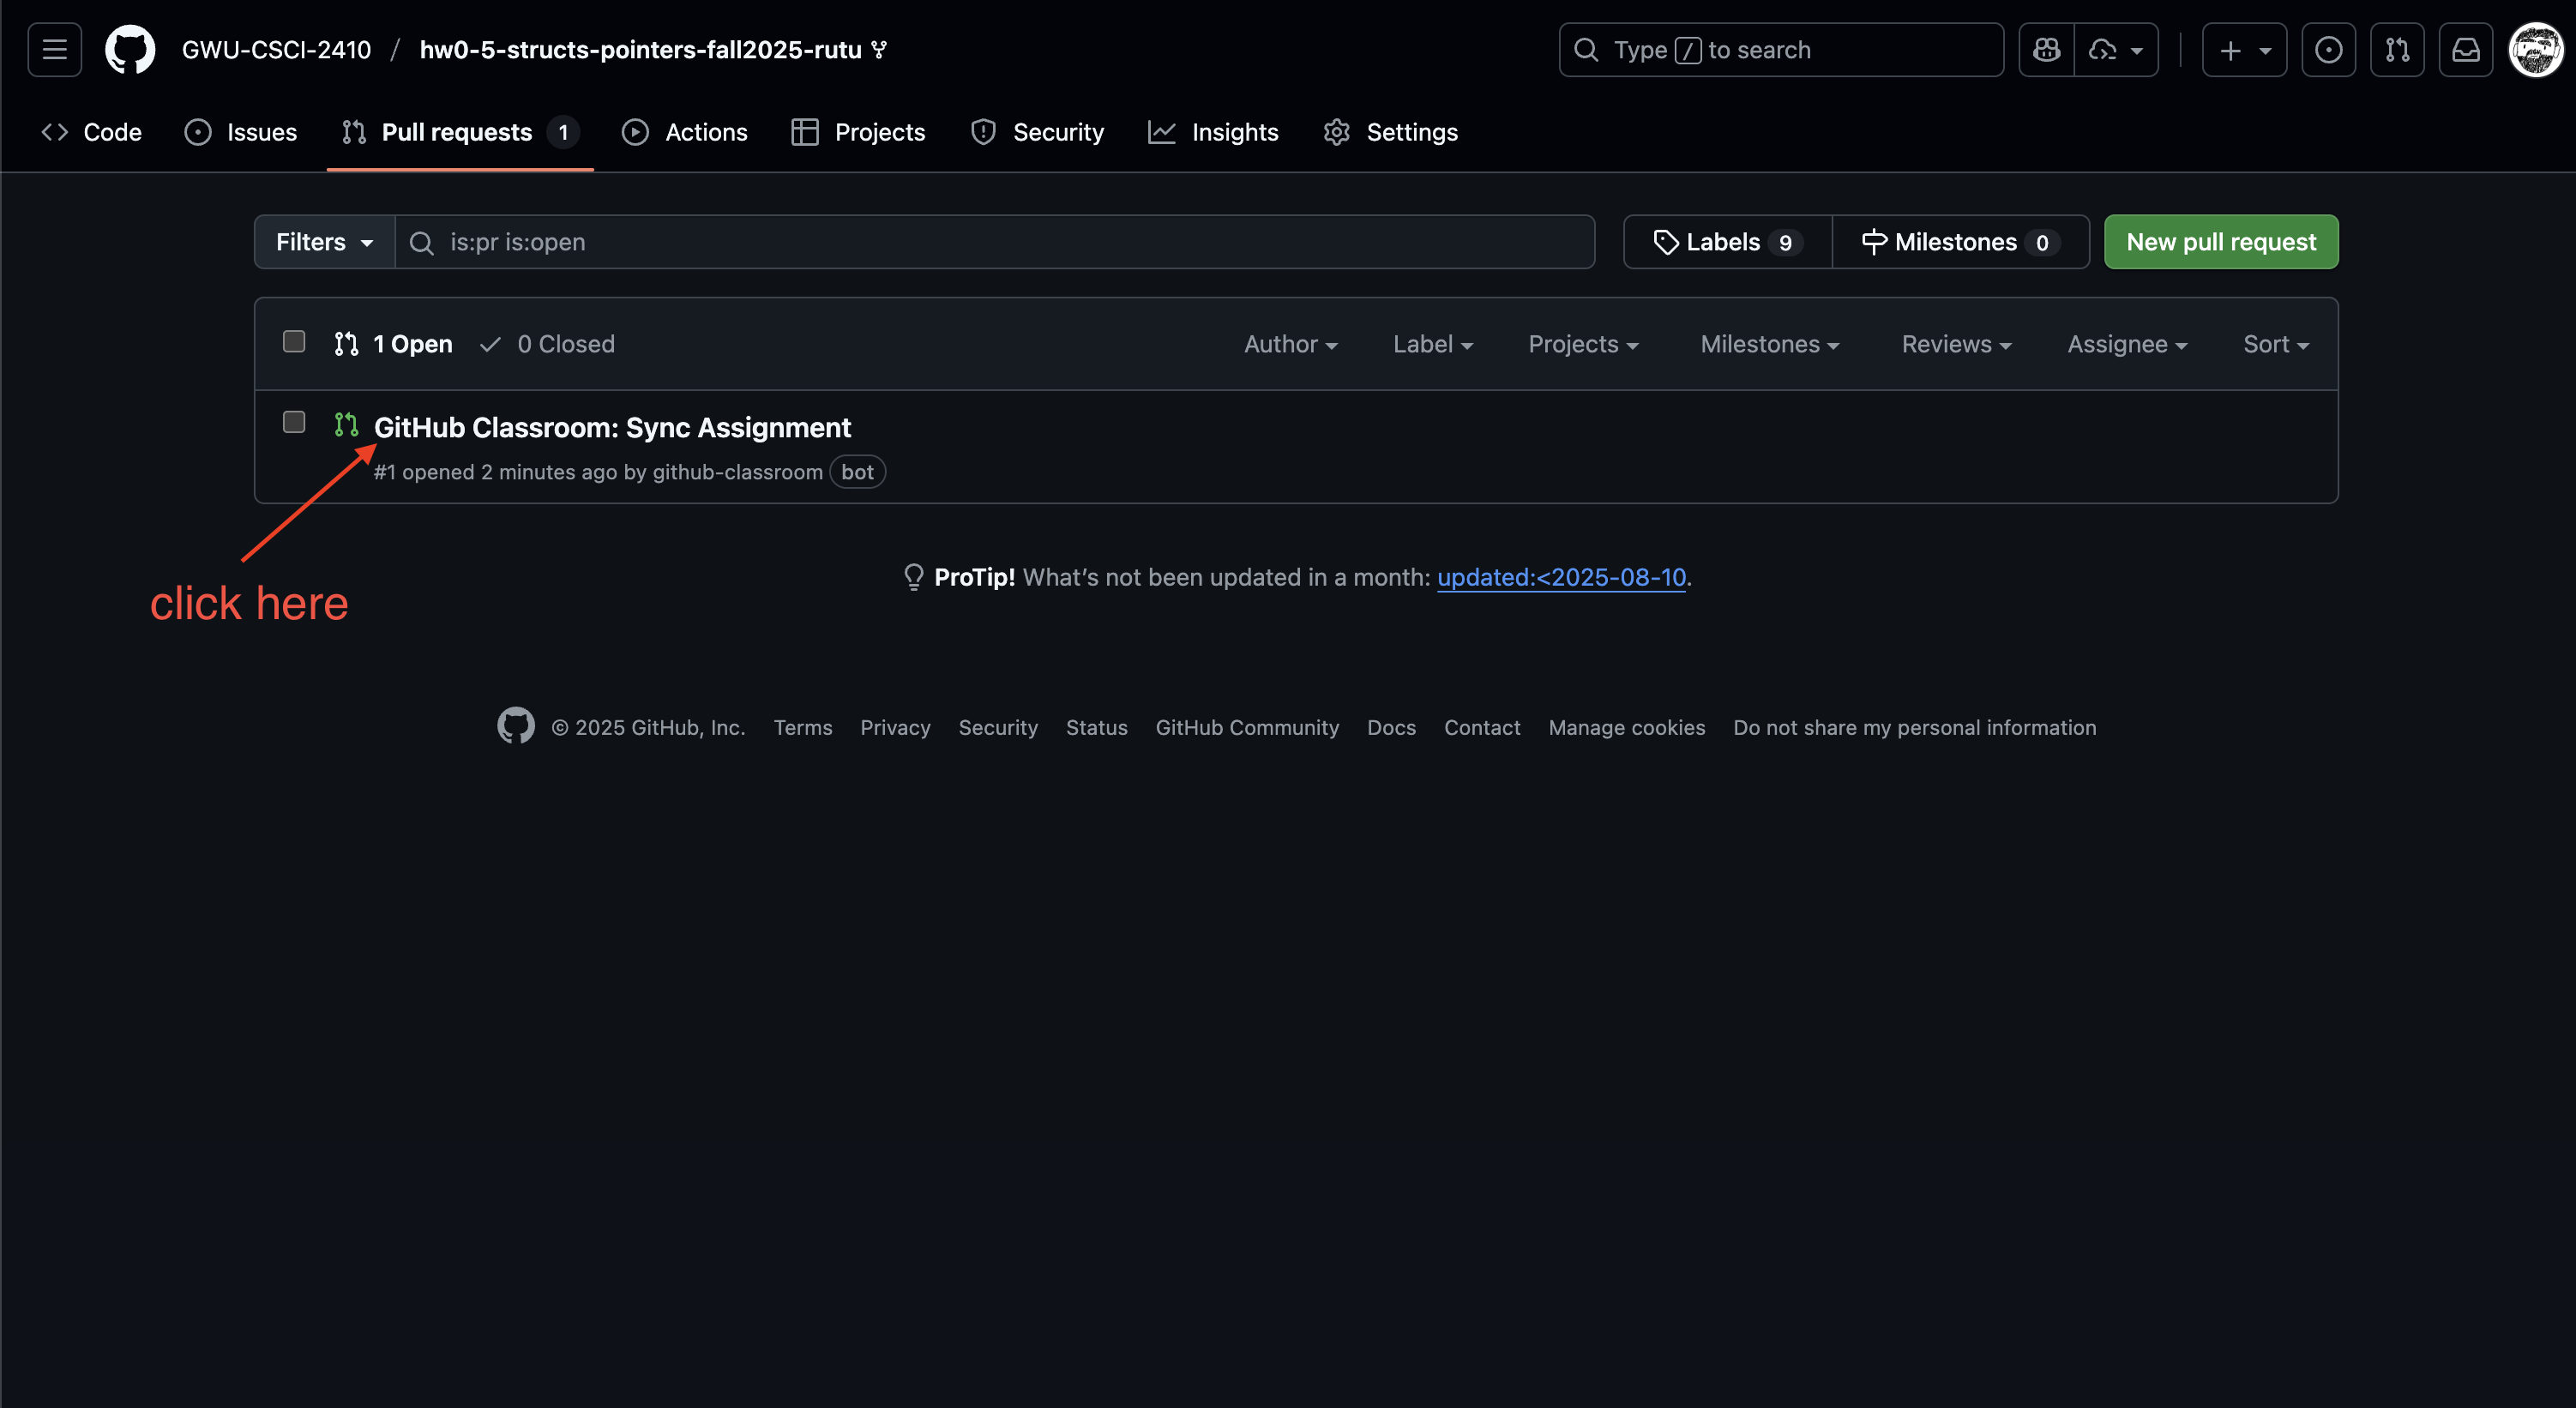 GWU-CSCI-2410 / hw0-5-structs-pointers-fall2025-rutu
Type / to search
Code Issues Pull requests 1 Actions Projects Security Insights Settings
Filters is:pr is:open Labels 9 Milestones 0 New pull request
1 Open 0 Closed Author Label Projects Milestones Reviews Assignee Sort
GitHub Classroom: Sync Assignment
#1 opened 2 minutes ago by github-classroom bot
click here
ProTip! What’s not been updated in a month: updated:<2025-08-10.
© 2025 GitHub, Inc. Terms Privacy Security Status GitHub Community Docs Contact Manage cookies Do not share my personal information